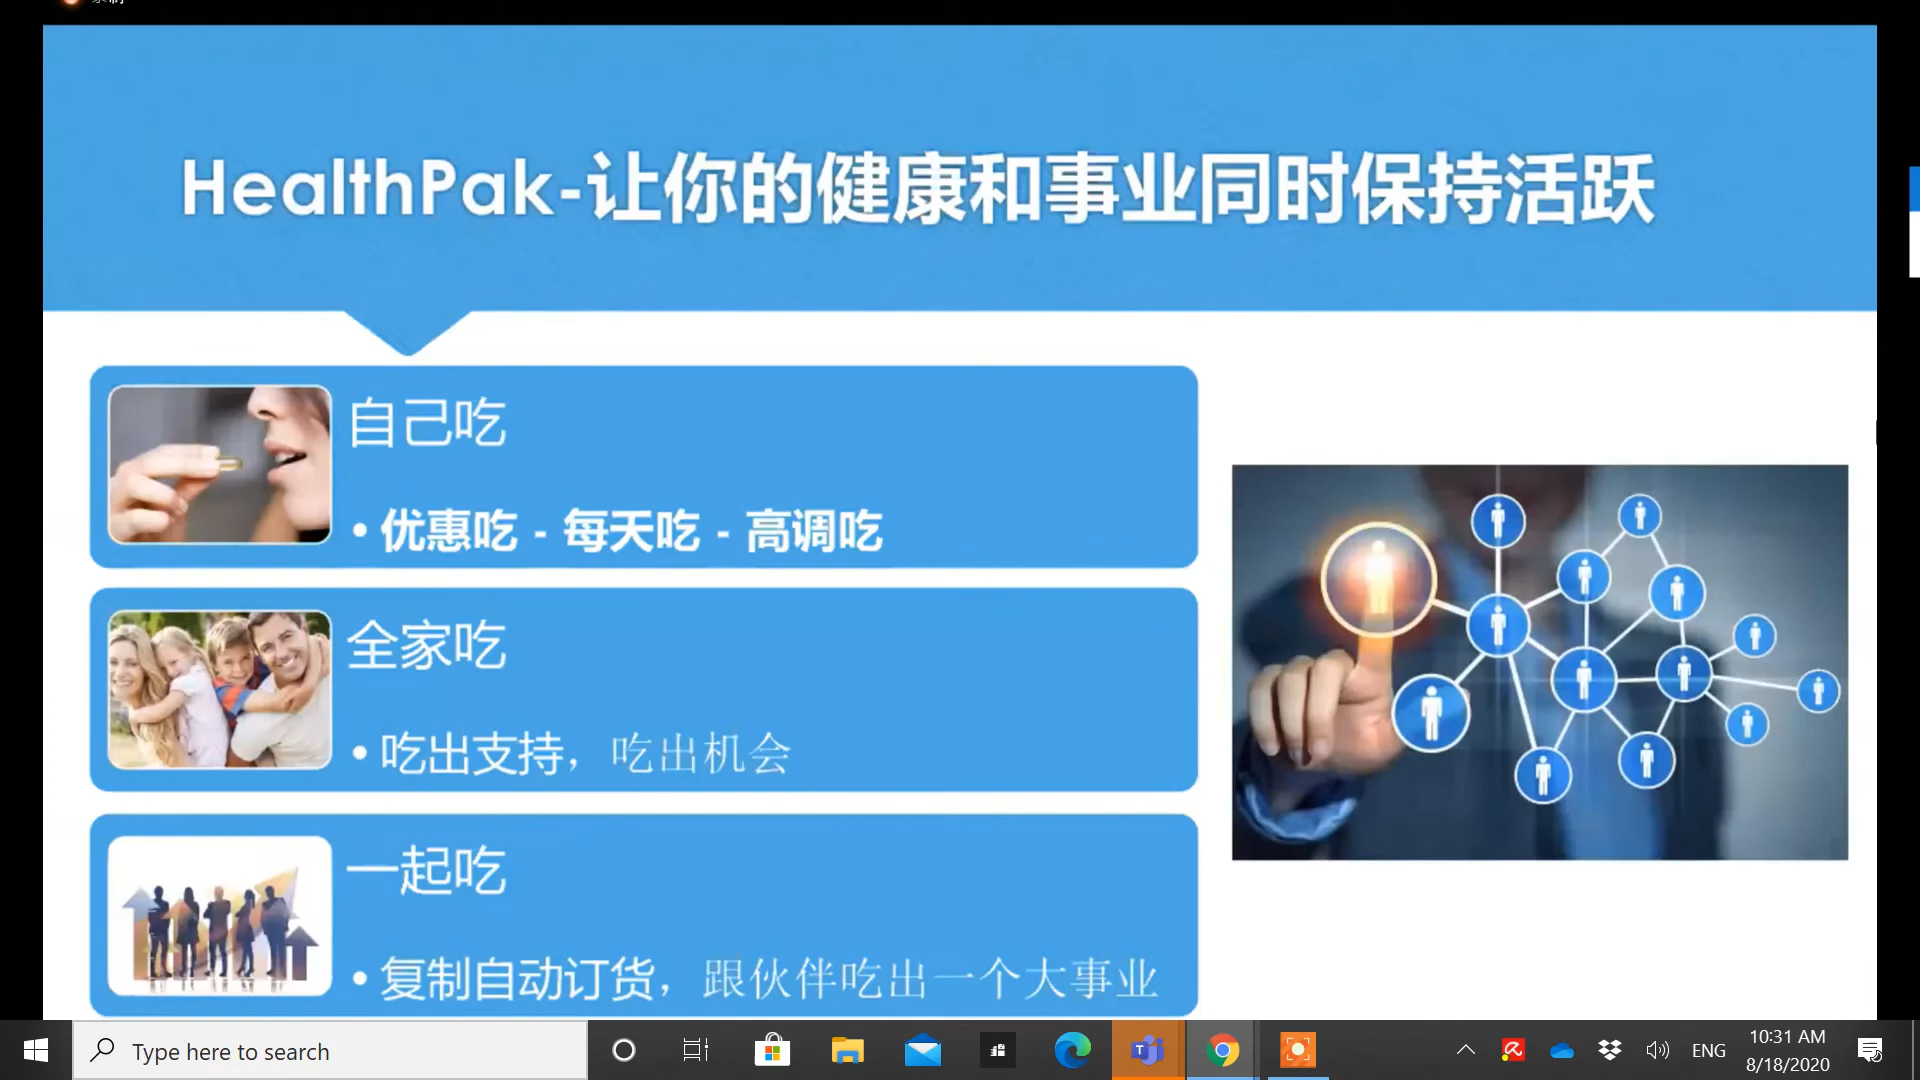 HealthPak-让你的健康和事业同时保持活跃
自己吃
• 优惠吃 - 每天吃 - 高调吃
全家吃
• 吃出支持，吃出机会
一起吃
• 复制自动订货，跟伙伴吃出一个大事业
Type here to search
ENG
10:31 AM
8/18/2020